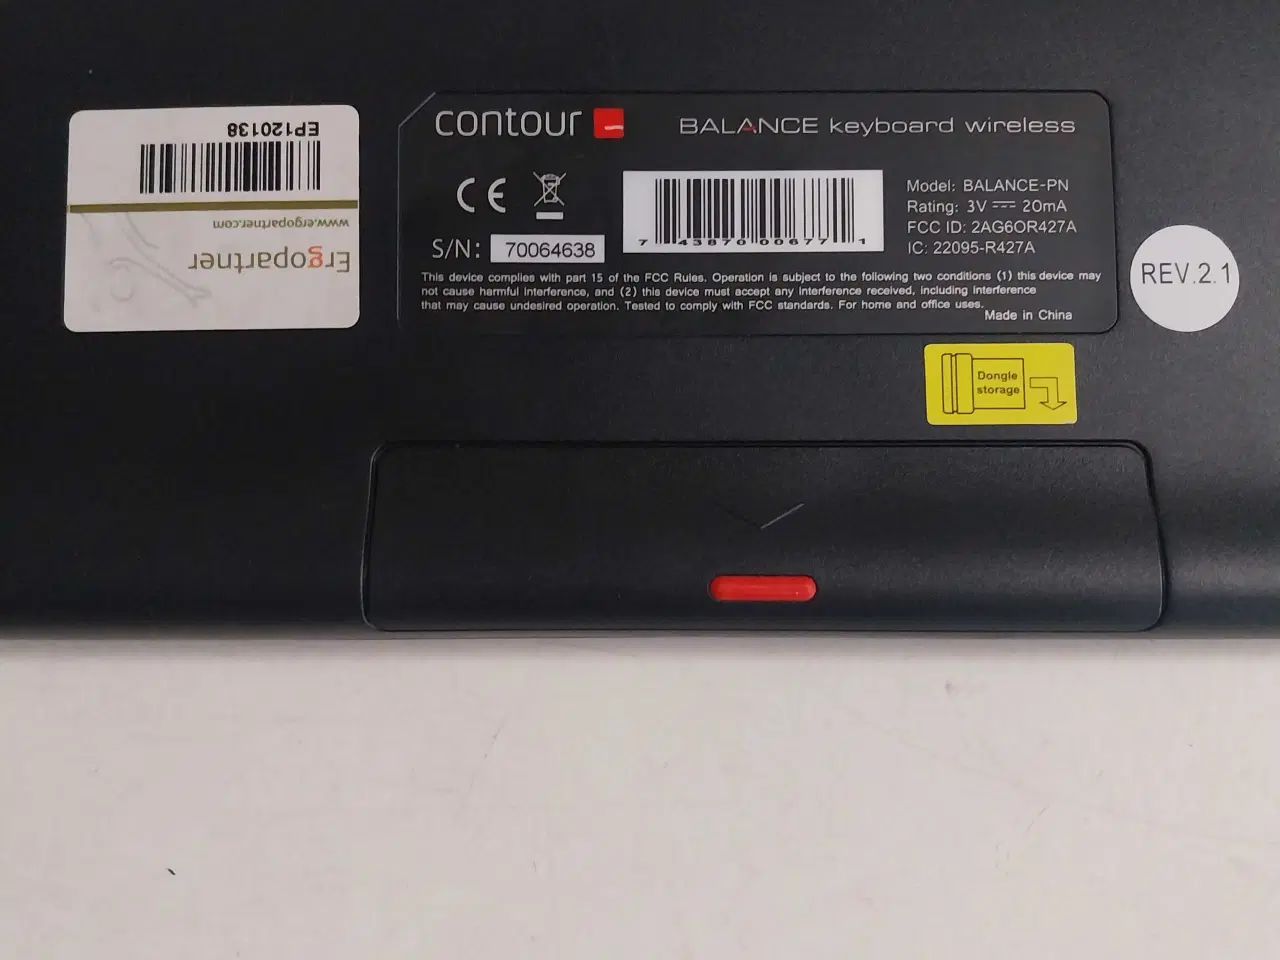 EP120138
www.ergopartner.com
Ergopartner
contour
BALANCE keyboard wireless
Model: BALANCE-PN
Rating: 3V ⎓ 20mA
FCC ID: 2AG6OR427A
IC: 22095-R427A
7 43870 00677 1
S/N: 70064638
This device complies with part 15 of the FCC Rules. Operation is subject to the following two conditions (1) this device may
not cause harmful interference, and (2) this device must accept any interference received, including interference
that may cause undesired operation. Tested to comply with FCC standards. For home and office uses.
Made in China
REV.2.1
Dongle
storage